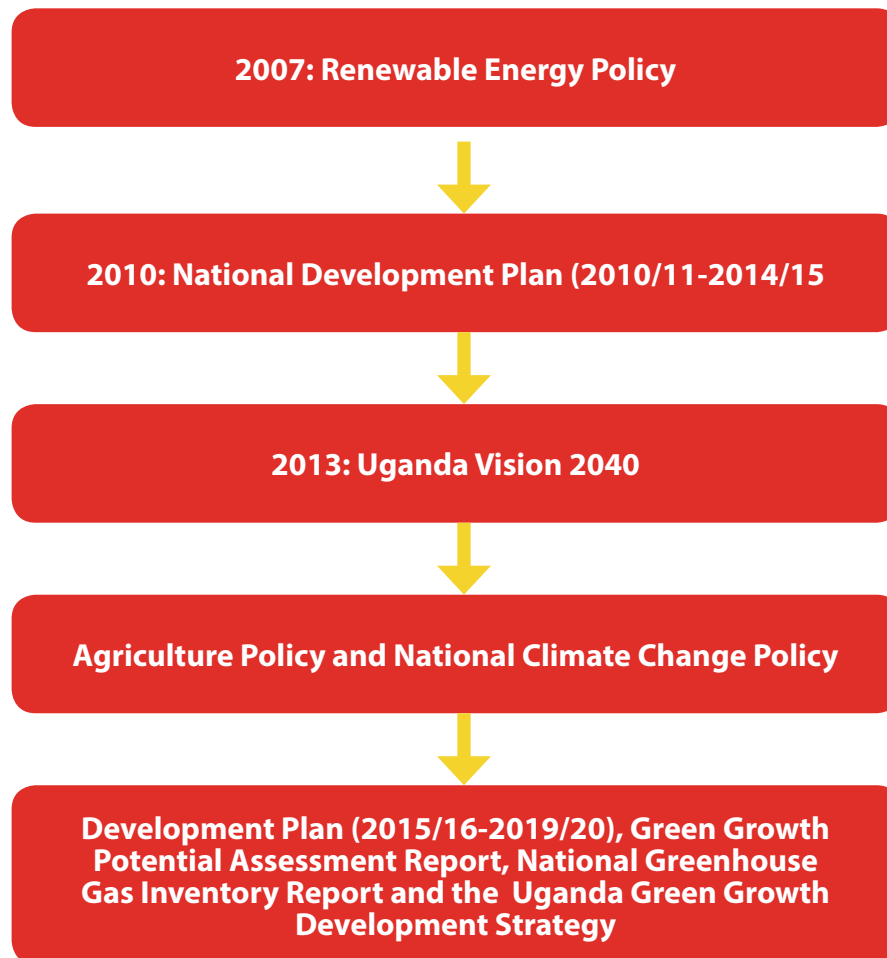 2007: Renewable Energy Policy
2010: National Development Plan (2010/11-2014/15
2013: Uganda Vision 2040
Agriculture Policy and National Climate Change Policy
Development Plan (2015/16-2019/20), Green Growth
Potential Assessment Report, National Greenhouse
Gas Inventory Report and the Uganda Green Growth
Development Strategy